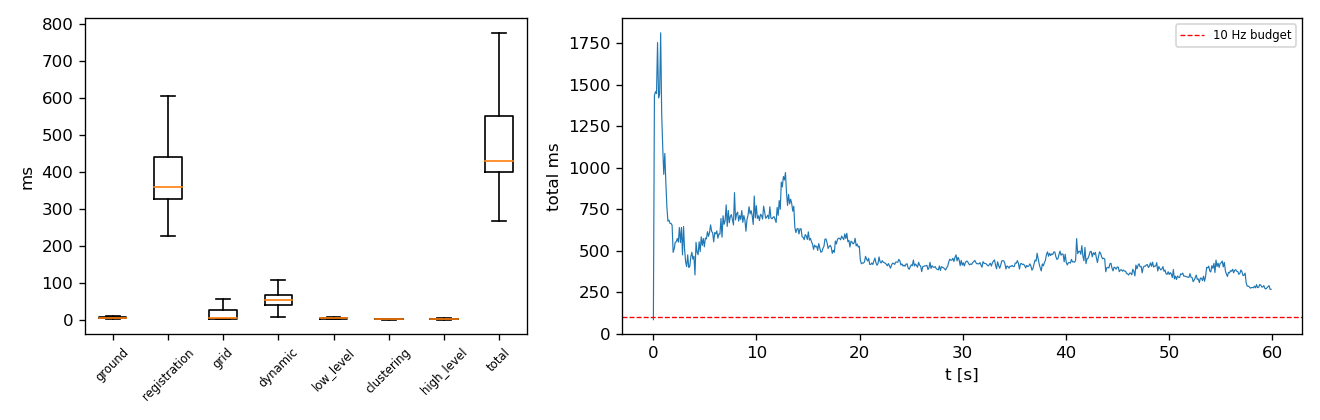 800
700
600
500
400
300
200
100
0
ms
ground
registration
grid
dynamic
low_level
clustering
high_level
total
1750
1500
1250
1000
750
500
250
0
total ms
10 Hz budget
0 10 20 30 40 50 60
t [s]